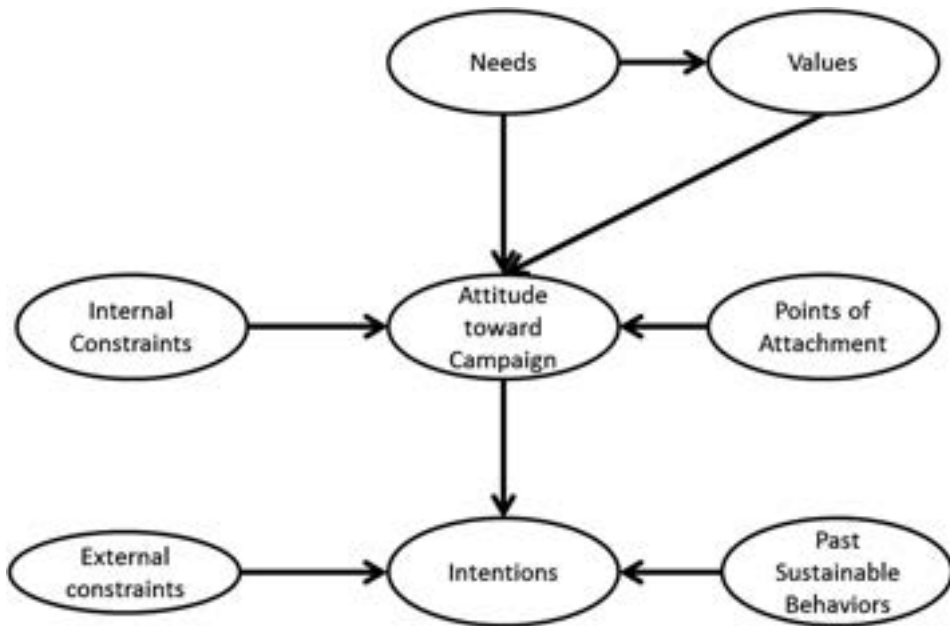 Needs
Values
Internal
Constraints
Attitude
toward
Campaign
Points of
Attachment
External
constraints
Intentions
Past
Sustainable
Behaviors